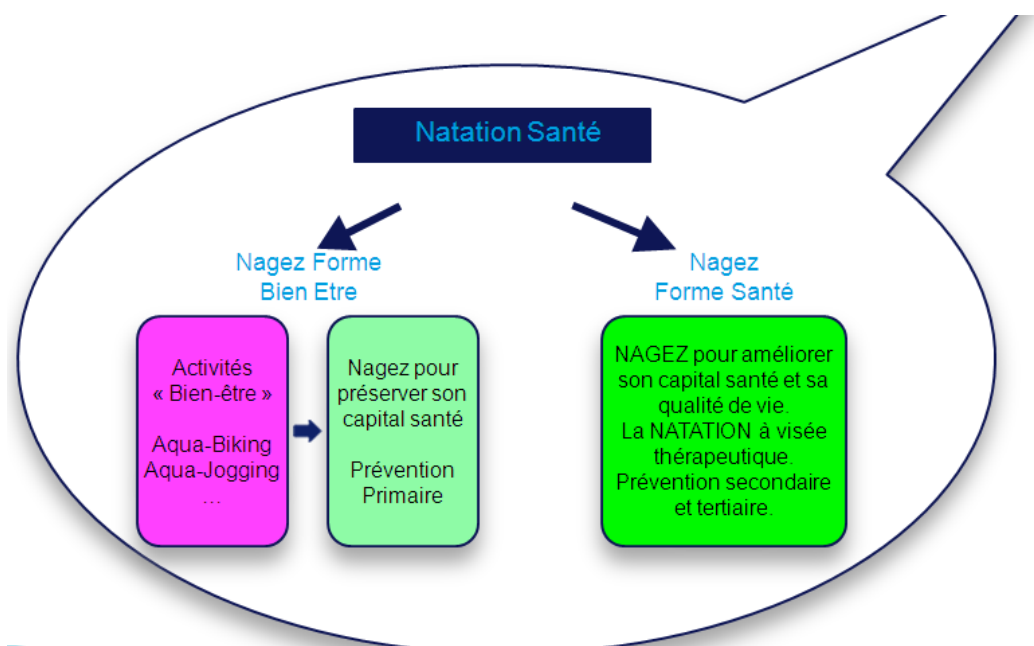 Natation Santé
Nagez Forme
Bien Etre
Nagez
Forme Santé
Activités
« Bien-être »
Aqua-Biking
Aqua-Jogging
...
Nagez pour
préserver son
capital santé
Prévention
Primaire
NAGEZ pour améliorer
son capital santé et sa
qualité de vie.
La NATATION à visée
thérapeutique.
Prévention secondaire
et tertiaire.